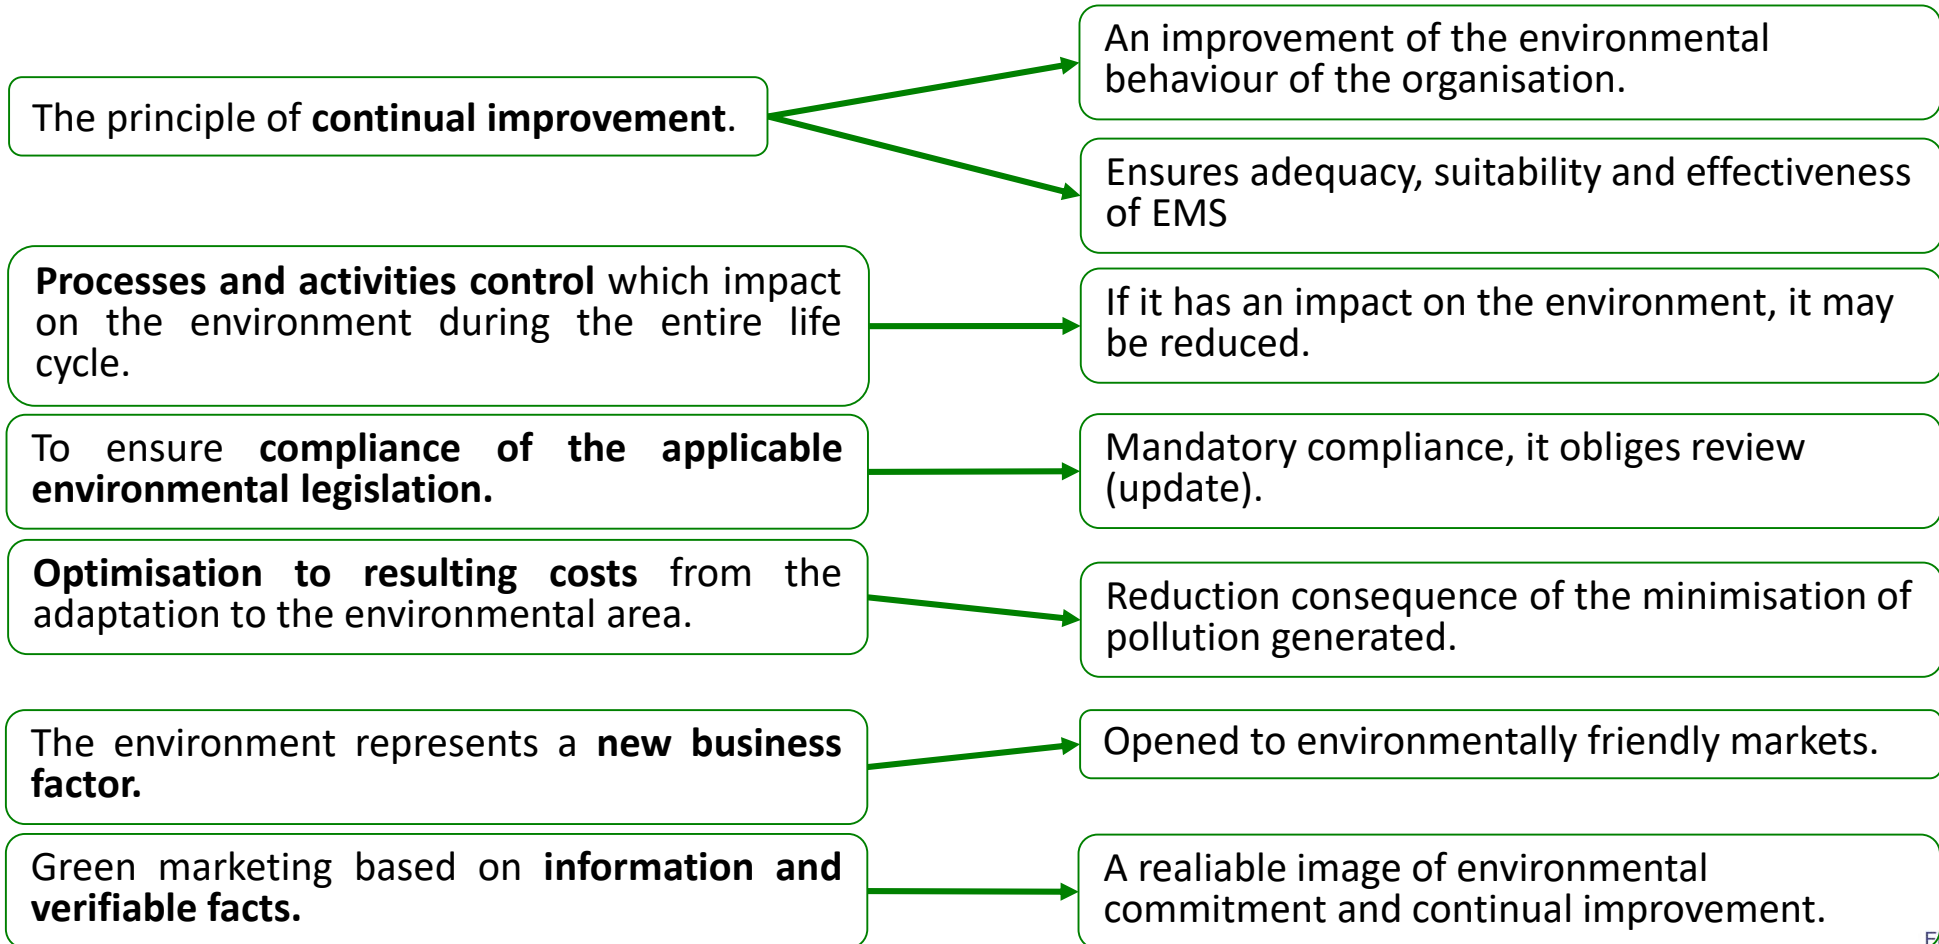 An improvement of the environmental
behaviour of the organisation.
The principle of continual improvement.
Ensures adequacy, suitability and effectiveness
of EMS
Processes and activities control which impact
on the environment during the entire life
cycle.
If it has an impact on the environment, it may
be reduced.
To ensure compliance of the applicable
environmental legislation.
Mandatory compliance, it obliges review
(update).
Optimisation to resulting costs from the
adaptation to the environmental area.
Reduction consequence of the minimisation of
pollution generated.
The environment represents a new business
factor.
Opened to environmentally friendly markets.
Green marketing based on information and
verifiable facts.
A realiable image of environmental
commitment and continual improvement.